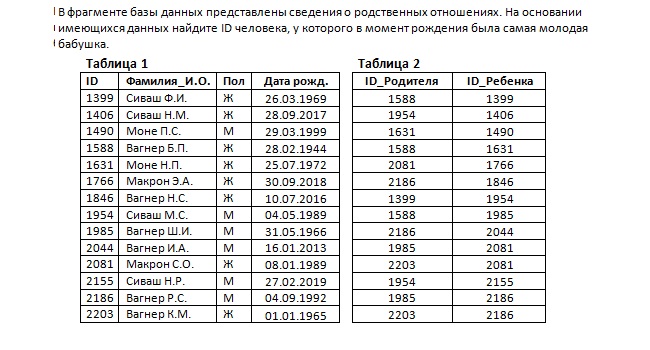 В фрагменте базы данных представлены сведения о родственных отношениях. На основании
имеющихся данных найдите ID человека, у которого в момент рождения была самая молодая
бабушка.
Таблица 1
ID Фамилия_И.О. Пол Дата рожд.
1399 Сиваш Ф.И. Ж 26.03.1969
1406 Сиваш Н.М. Ж 28.09.2017
1490 Моне П.С. М 29.03.1999
1588 Вагнер Б.П. Ж 28.02.1944
1631 Моне Н.П. Ж 25.07.1972
1766 Макрон Э.А. Ж 30.09.2018
1846 Вагнер Н.С. Ж 10.07.2016
1954 Сиваш М.С. М 04.05.1989
1985 Вагнер Ш.И. М 31.05.1966
2044 Вагнер И.А. М 16.01.2013
2081 Макрон С.О. Ж 08.01.1989
2155 Сиваш Н.Р. М 27.02.2019
2186 Вагнер Р.С. М 04.09.1992
2203 Вагнер К.М. Ж 01.01.1965
Таблица 2
ID_Родителя ID_Ребенка
1588 1399
1954 1406
1631 1490
1588 1631
2081 1766
2186 1846
1399 1954
1588 1985
2186 2044
1985 2081
2203 2081
1954 2155
1985 2186
2203 2186